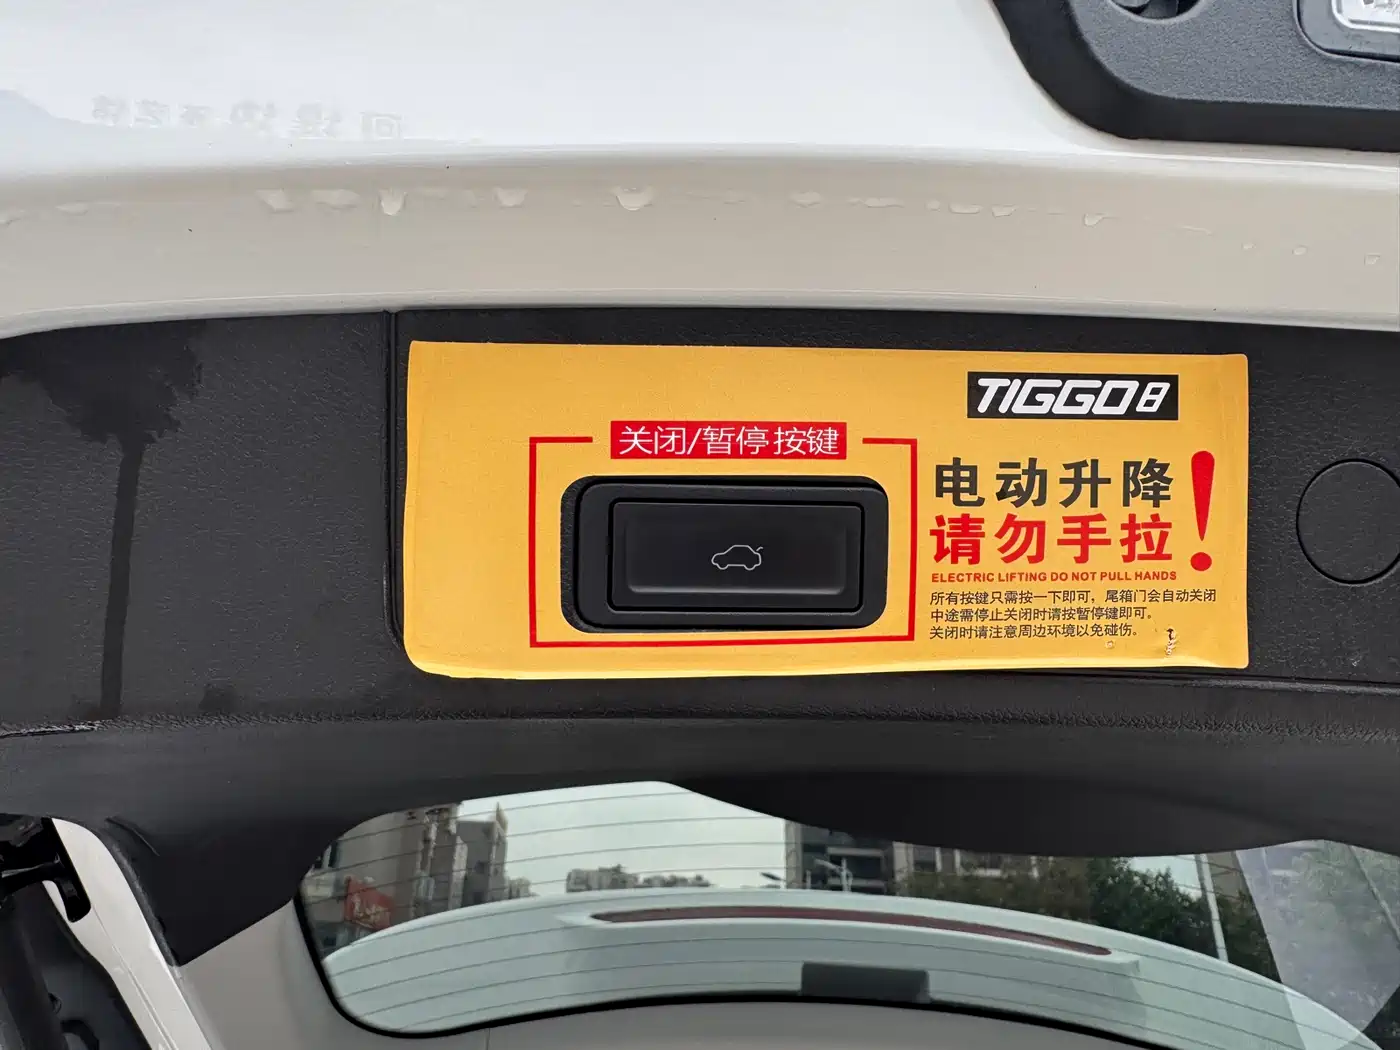 TIGGO 8
关闭/暂停按键
电动升降
请勿手拉!
ELECTRIC LIFTING DO NOT PULL HANDS
所有按键只需按一下即可，尾箱门会自动关闭
中途需停止关闭时请按暂停键即可。
关闭时请注意周边环境以免碰伤。